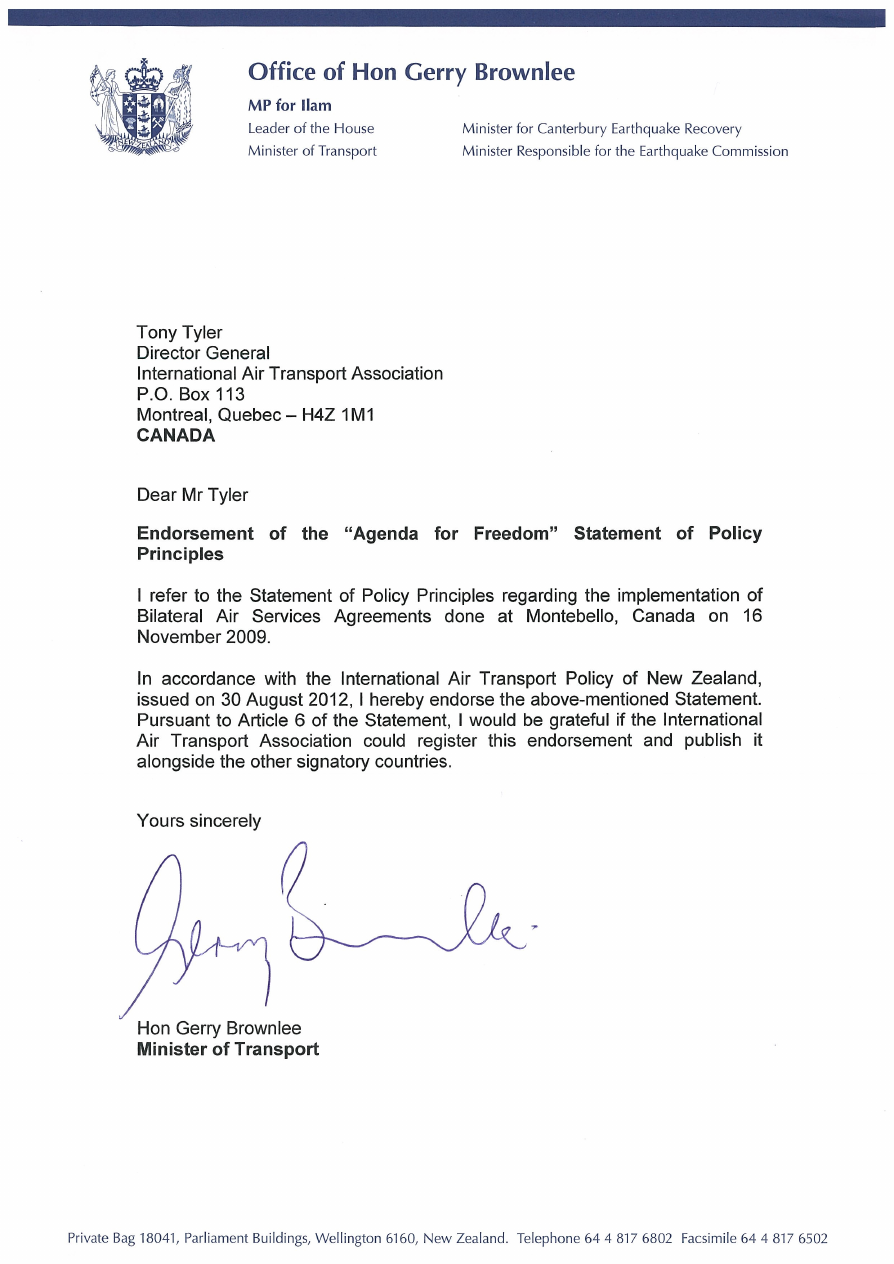 Office of Hon Gerry Brownlee
MP for Ilam
Leader of the House
Minister of Transport
Minister for Canterbury Earthquake Recovery
Minister Responsible for the Earthquake Commission
NEW ZEALAND
Tony Tyler
Director General
International Air Transport Association
P.O. Box 113
Montreal, Quebec – H4Z 1M1
CANADA
Dear Mr Tyler
Endorsement of the “Agenda for Freedom” Statement of Policy
Principles
I refer to the Statement of Policy Principles regarding the implementation of
Bilateral Air Services Agreements done at Montebello, Canada on 16
November 2009.
In accordance with the International Air Transport Policy of New Zealand,
issued on 30 August 2012, I hereby endorse the above-mentioned Statement.
Pursuant to Article 6 of the Statement, I would be grateful if the International
Air Transport Association could register this endorsement and publish it
alongside the other signatory countries.
Yours sincerely
Gerry Brownlee
Hon Gerry Brownlee
Minister of Transport
Private Bag 18041, Parliament Buildings, Wellington 6160, New Zealand. Telephone 64 4 817 6802 Facsimile 64 4 817 6502